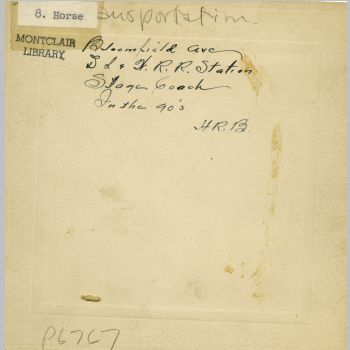 8. Horse
Transportation.
MONTCLAIR
LIBRARY,
Bloomfield Ave
D L & W. R. R. Station
Stage Coach
In the 90's
H.R.B.
P6767